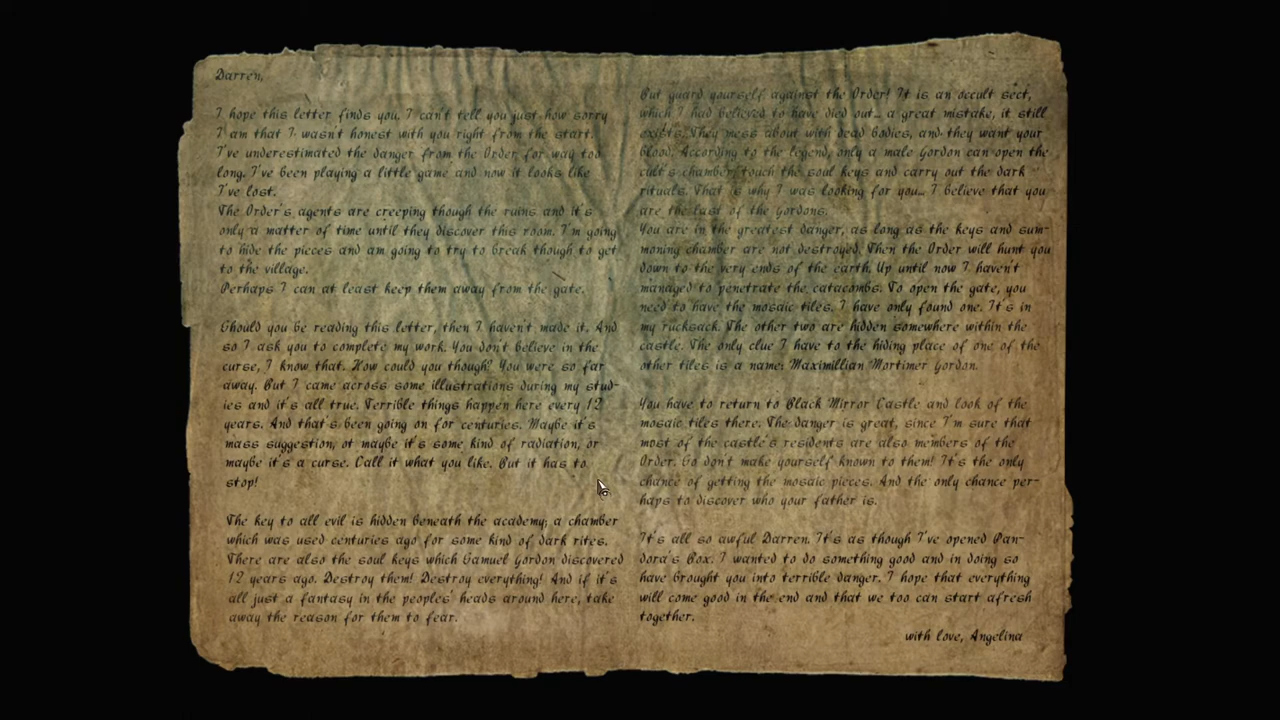 Darren,
I hope this letter finds you. I can't tell you just how sorry
I am that I wasn't honest with you right from the start.
I've underestimated the danger from the Order for way too
long. I've been playing a little game and now it looks like
I've lost.
The Order's agents are creeping though the ruins and it's
only a matter of time until they discover this room. I'm going
to hide the pieces and am going to try to break though to get
to the village.
Perhaps I can at least keep them away from the gate.
Should you be reading this letter, then I haven't made it. And
so I ask you to complete my work. You don't believe in the
curse, I know that. How could you though? You were so far
away. But I came across some illustrations during my stud-
ies and it's all true. Terrible things happen here every 12
years. And that's been going on for centuries. Maybe it's
mass suggestion, or maybe it's some kind of radiation, or
maybe it's a curse. Call it what you like. But it has to
stop!
The key to all evil is hidden beneath the academy; a chamber
which was used centuries ago for some kind of dark rites.
There are also the soul keys which Samuel Gordon discovered
12 years ago. Destroy them! Destroy everything! And if it's
all just a fantasy in the peoples' heads around here, take
away the reason for them to fear.
But guard yourself against the Order! It is an occult sect,
which I had believed to have died out... a great mistake, it still
exists. They mess about with dead bodies, and they want your
blood. According to the legend, only a male Gordon can open the
cult's chamber, touch the soul keys and carry out the dark
rituals. That is why I was looking for you... I believe that you
are the last of the Gordons.
You are in the greatest danger, as long as the keys and sum-
moning chamber are not destroyed. Then the Order will hunt you
down to the very ends of the earth. Up until now I haven't
managed to penetrate the catacombs. To open the gate, you
need to have the mosaic tiles. I have only found one. It's in
my rucksack. The other two are hidden somewhere within the
castle. The only clue I have to the hiding place of one of the
other tiles is a name: Maximillian Mortimer Gordon.
You have to return to Black Mirror Castle and look of the
mosaic tiles there. The danger is great, since I'm sure that
most of the castle's residents are also members of the
Order. So don't make yourself known to them! It's the only
chance of getting the mosaic pieces. And the only chance per-
haps to discover who your father is.
It's all so awful Darren. It's as though I've opened Pan-
dora's Box. I wanted to do something good and in doing so
have brought you into terrible danger. I hope that everything
will come good in the end and that we too can start afresh
together.
with love, Angelina